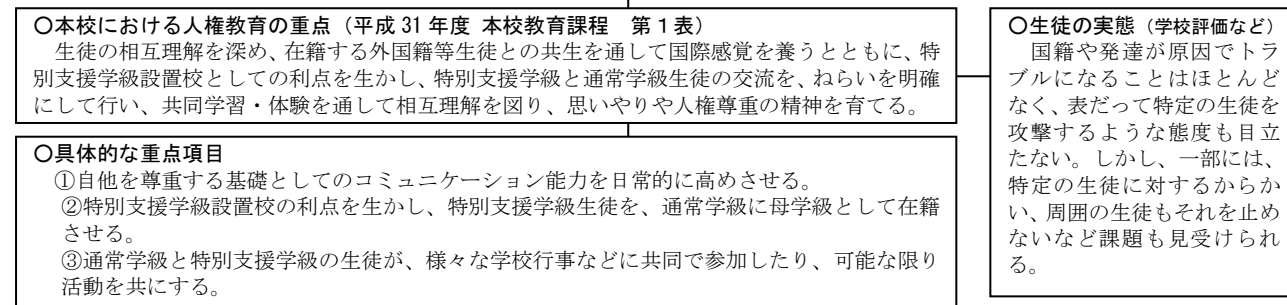 〇本校における人権教育の重点（平成 31 年度 本校教育課程 第１表）
生徒の相互理解を深め、在籍する外国籍等生徒との共生を通して国際感覚を養うとともに、特
別支援学級設置校としての利点を生かし、特別支援学級と通常学級生徒の交流を、ねらいを明確
にして行い、共同学習・体験を通して相互理解を図り、思いやりや人権尊重の精神を育てる。
〇具体的な重点項目
①自他を尊重する基礎としてのコミュニケーション能力を日常的に高めさせる。
②特別支援学級設置校の利点を生かし、特別支援学級生徒を、通常学級に母学級として在籍
させる。
③通常学級と特別支援学級の生徒が、様々な学校行事などに共同で参加したり、可能な限り
活動を共にする。
〇生徒の実態（学校評価など）
国籍や発達が原因でトラ
ブルになることはほとんど
なく、表だって特定の生徒を
攻撃するような態度も目立
たない。しかし、一部には、
特定の生徒に対するからか
い、周囲の生徒もそれを止め
ないなど課題も見受けられ
る。